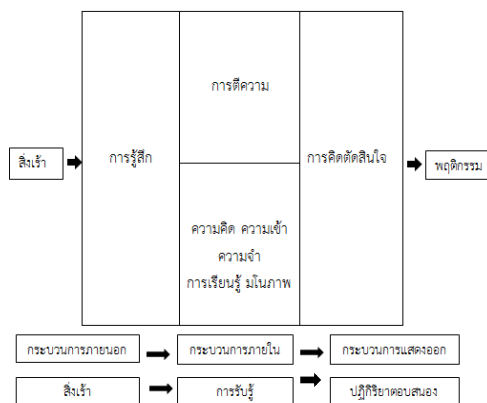 การตีความ
สิ่งเร้า
การรู้สึก
การคิดตัดสินใจ
พฤติกรรม
ความคิด ความเข้า
ความจำ
การเรียนรู้ มโนภาพ
กระบวนการภายนอก
กระบวนการภายใน
กระบวนการแสดงออก
สิ่งเร้า
การรับรู้
ปฏิกิริยาตอบสนอง